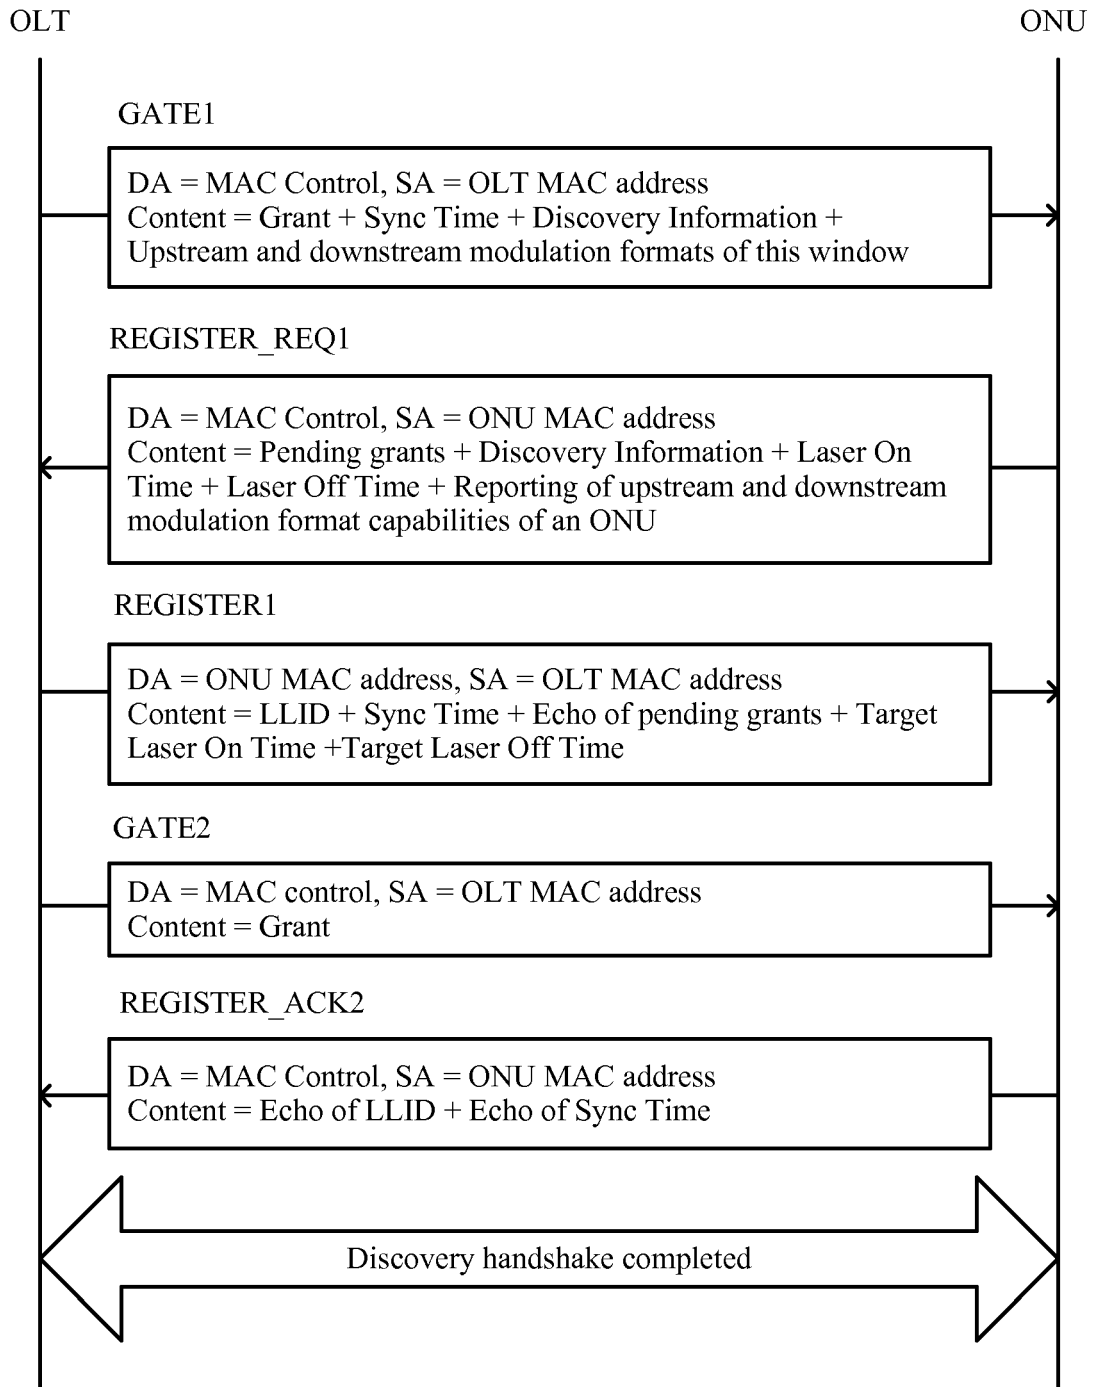 OLT
ONU
GATE1
DA = MAC Control, SA = OLT MAC address
Content = Grant + Sync Time + Discovery Information +
Upstream and downstream modulation formats of this window
REGISTER_REQ1
DA = MAC Control, SA = ONU MAC address
Content = Pending grants + Discovery Information + Laser On
Time + Laser Off Time + Reporting of upstream and downstream
modulation format capabilities of an ONU
REGISTER1
DA = ONU MAC address, SA = OLT MAC address
Content = LLID + Sync Time + Echo of pending grants + Target
Laser On Time +Target Laser Off Time
GATE2
DA = MAC control, SA = OLT MAC address
Content = Grant
REGISTER_ACK2
DA = MAC Control, SA = ONU MAC address
Content = Echo of LLID + Echo of Sync Time
Discovery handshake completed